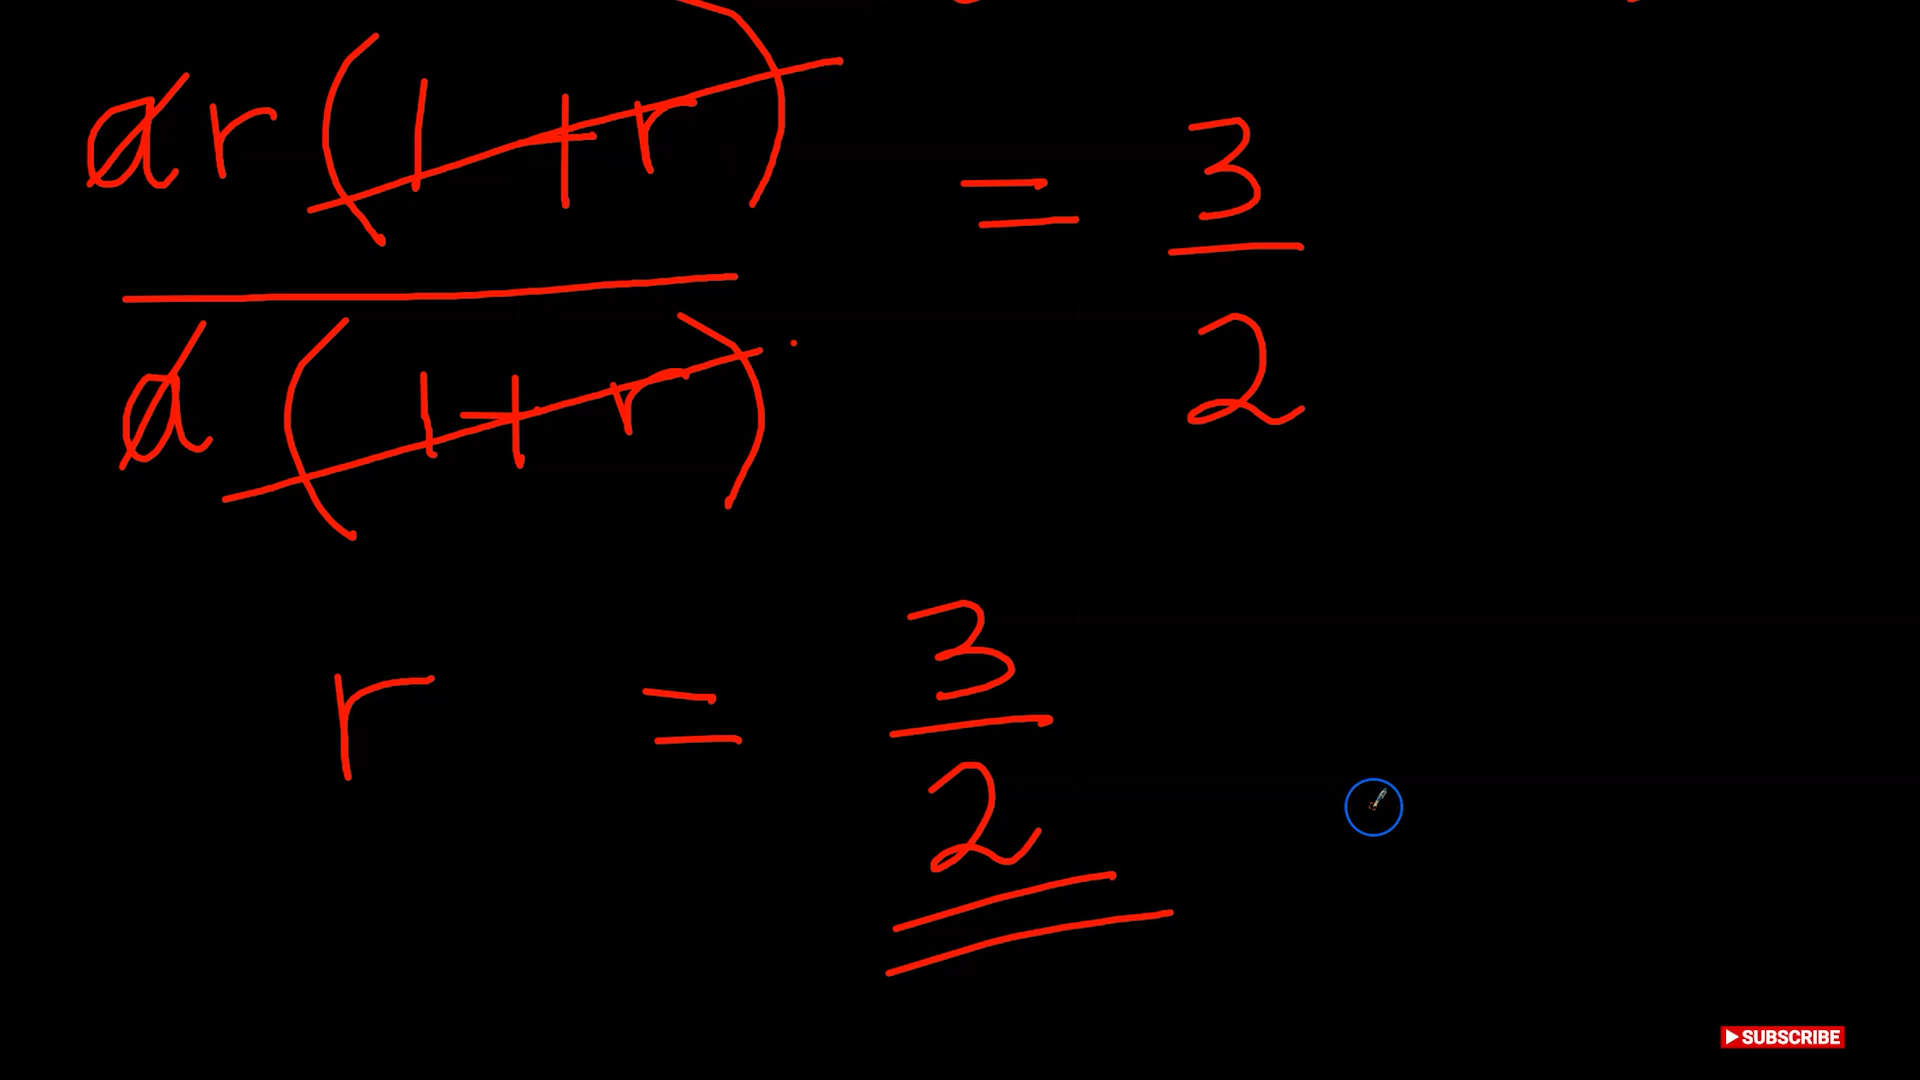 ar(1+r) = 3
a(1+r) 2
r = 3
2
SUBSCRIBE